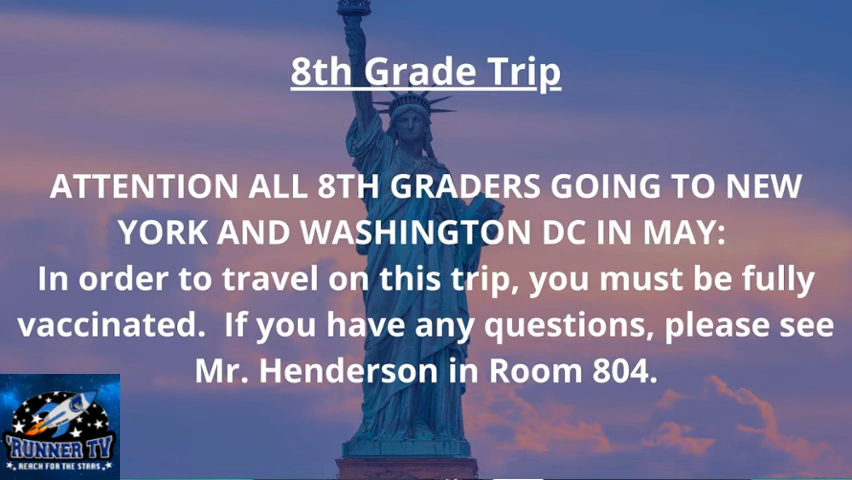 8th Grade Trip
ATTENTION ALL 8TH GRADERS GOING TO NEW
YORK AND WASHINGTON DC IN MAY:
In order to travel on this trip, you must be fully
vaccinated.  If you have any questions, please see
Mr. Henderson in Room 804.
'RUNNER TV
REACH FOR THE STARS